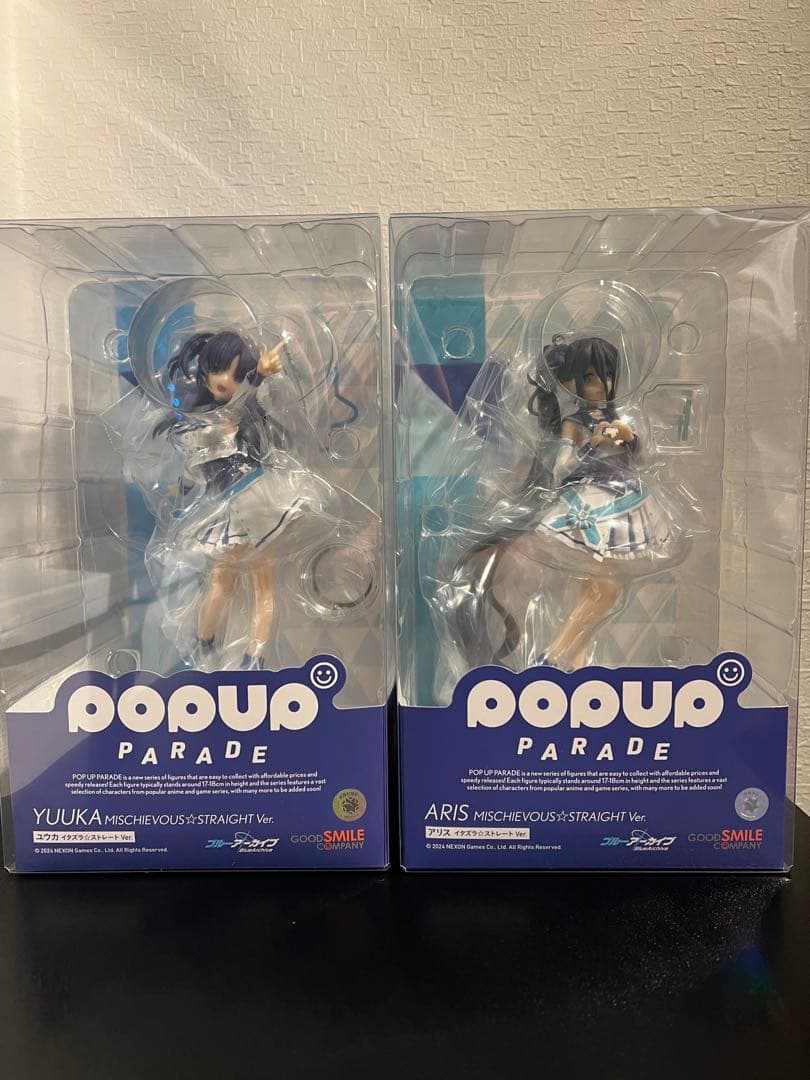 POPUP
PARADE
POP UP PARADE is a new series of figures that are easy to collect with affordable prices and
speedy releases! Each figure typically stands around 17-18cm in height and the series features a vast
selection of characters from popular anime and game series, with many more to be added soon!
YUUKA MISCHIEVOUS☆STRAIGHT Ver.
ユウカ イタズラ☆ストレート Ver.
© 2024 NEXON Games Co., Ltd. All Rights Reserved.
ブルーアーカイブ
BlueArchive
GOOD SMILE
COMPANY
POPUP
PARADE
POP UP PARADE is a new series of figures that are easy to collect with affordable prices and
speedy releases! Each figure typically stands around 17-18cm in height and the series features a vast
selection of characters from popular anime and game series, with many more to be added soon!
ARIS MISCHIEVOUS☆STRAIGHT Ver.
アリス イタズラ☆ストレート Ver.
© 2024 NEXON Games Co., Ltd. All Rights Reserved.
ブルーアーカイブ
BlueArchive
GOOD SMILE
COMPANY